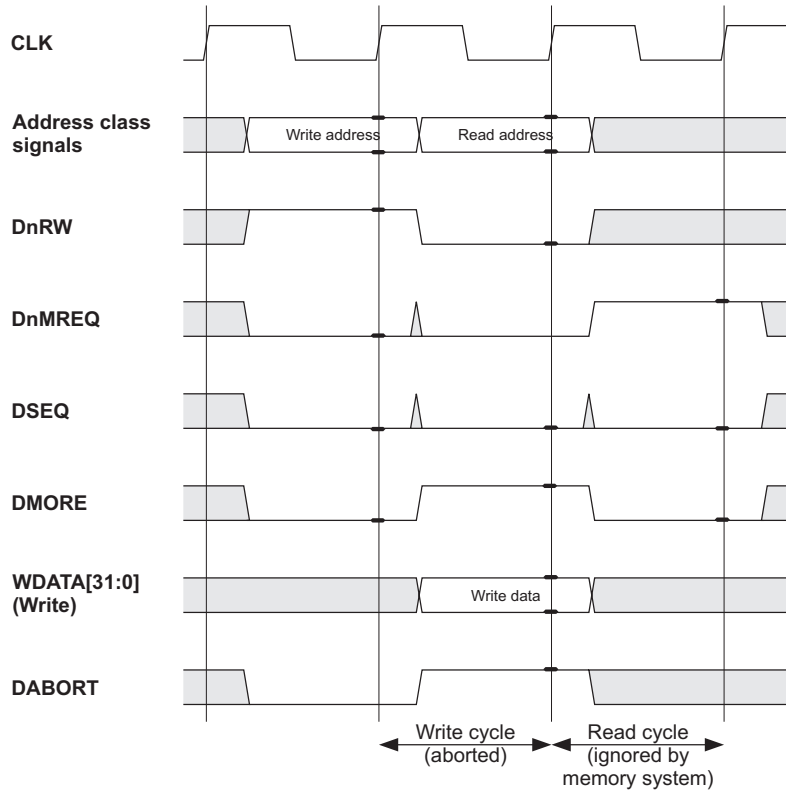 CLK
Address class
signals
Write address
Read address
DnRW
DnMREQ
DSEQ
DMORE
WDATA[31:0]
(Write)
Write data
DABORT
Write cycle
(aborted)
Read cycle
(ignored by
memory system)